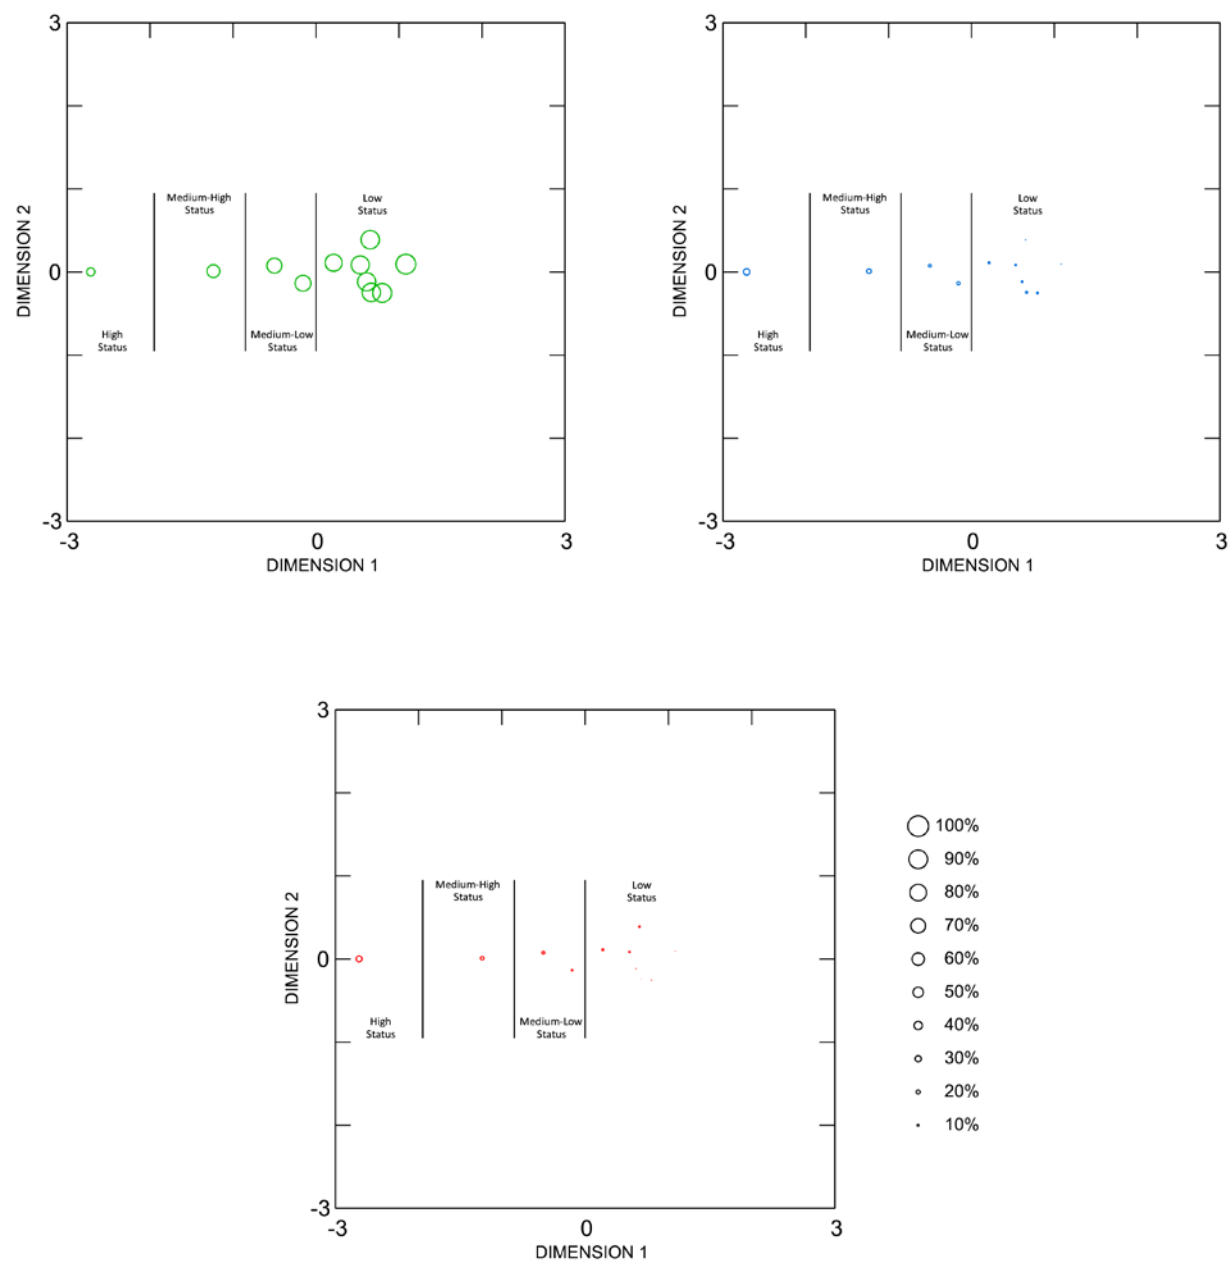 3
DIMENSION 2
Medium-High
Status
Low
Status
0
High
Status
Medium-Low
Status
-3
-3
0
3
DIMENSION 1
3
DIMENSION 2
Medium-High
Status
Low
Status
0
High
Status
Medium-Low
Status
-3
-3
0
3
DIMENSION 1
3
DIMENSION 2
Medium-High
Status
Low
Status
0
High
Status
Medium-Low
Status
-3
-3
0
3
DIMENSION 1
100%
90%
80%
70%
60%
50%
40%
30%
20%
10%